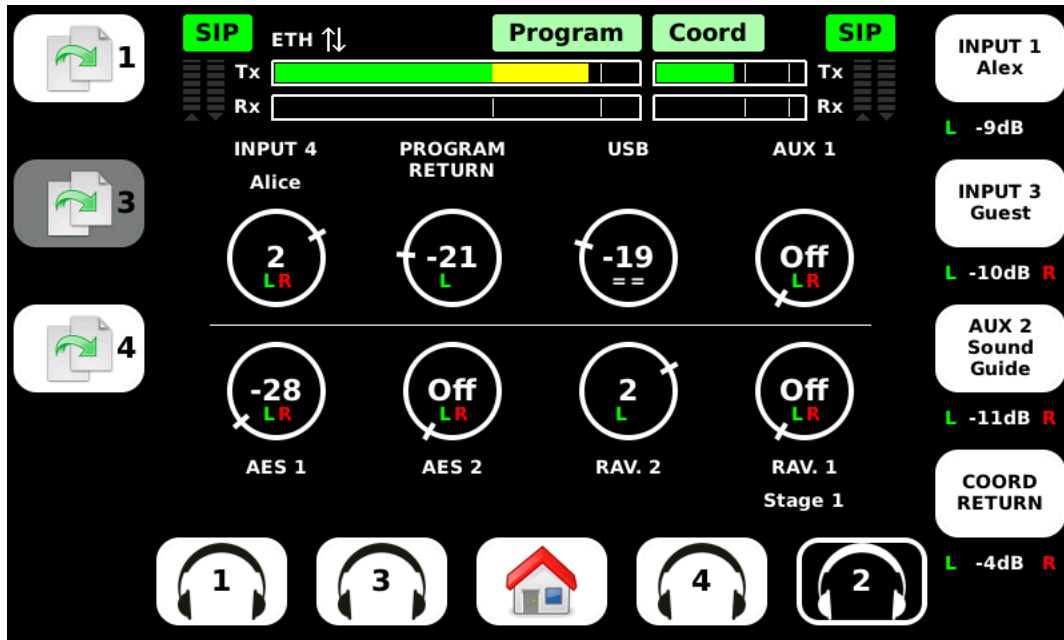 1
SIP
ETH
Program
Coord
SIP
Tx
Tx
Rx
Rx
INPUT 1
Alex
L -9dB
INPUT 4
Alice
PROGRAM
RETURN
USB
AUX 1
3
INPUT 3
Guest
2
L R
-21
L
-19
= =
Off
L R
L -10dB R
4
AUX 2
Sound
Guide
-28
L R
Off
L R
2
L
Off
L R
L -11dB R
AES 1
AES 2
RAV. 2
RAV. 1
Stage 1
COORD
RETURN
L -4dB R
1
3
4
2